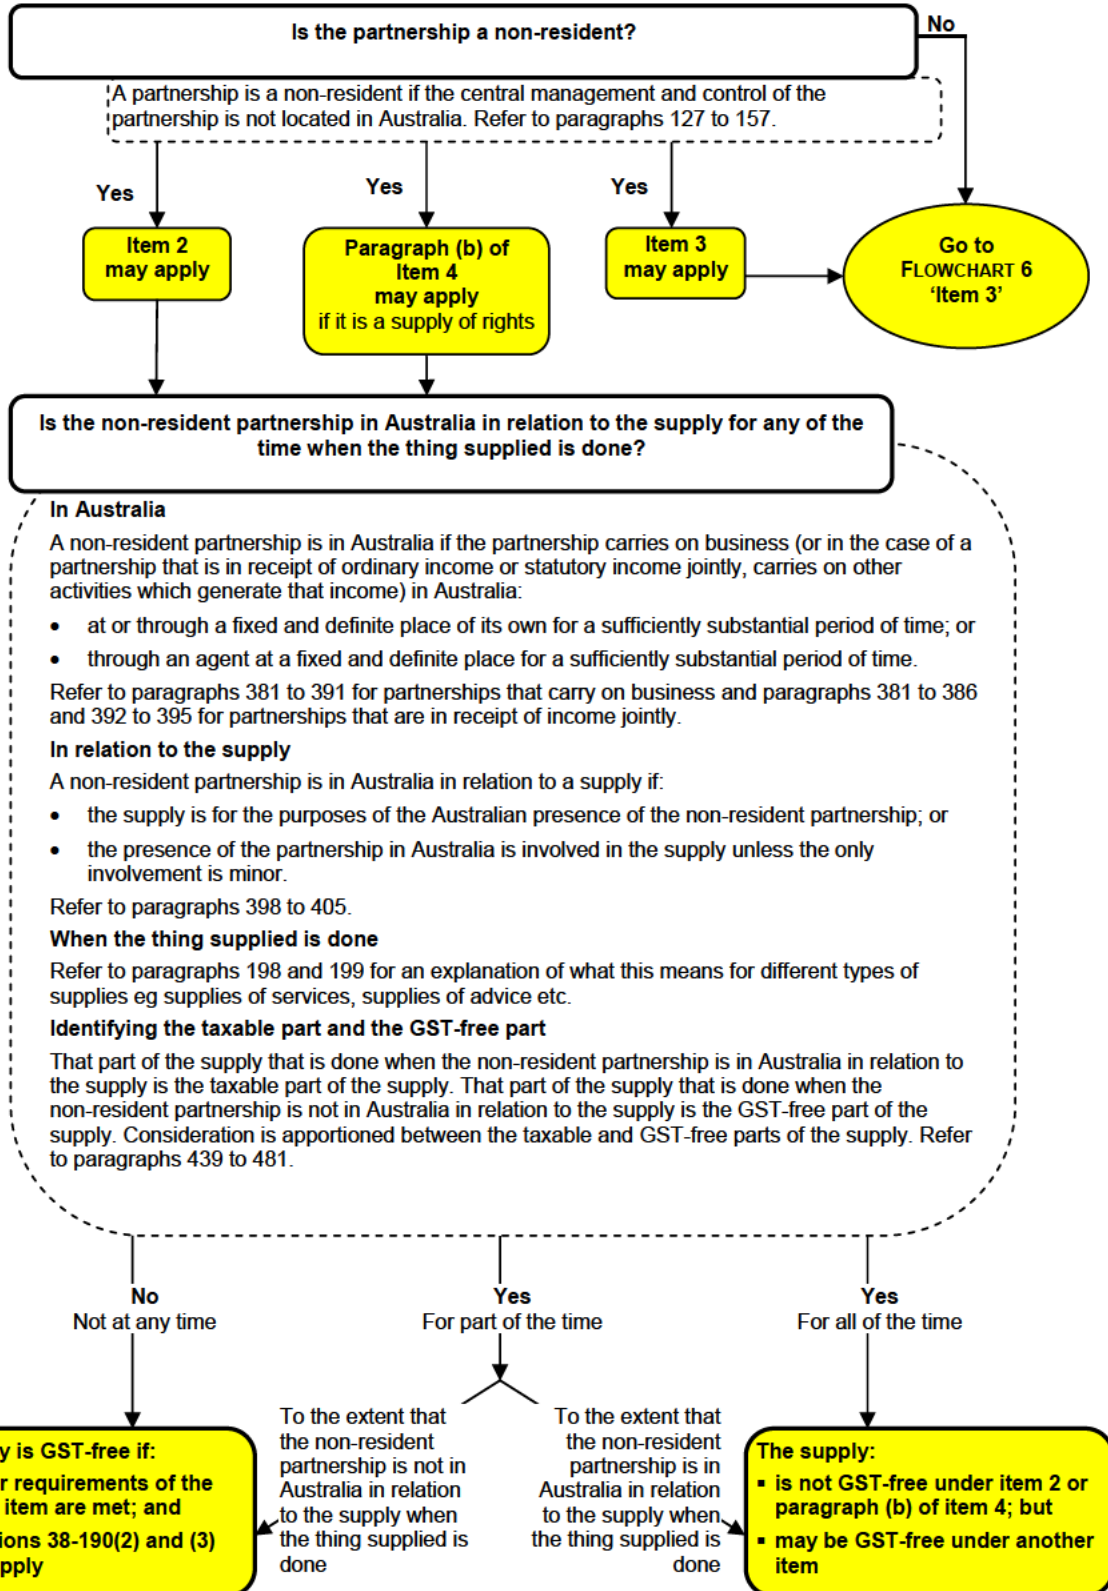 Is the partnership a non-resident?
No
A partnership is a non-resident if the central management and control of the
partnership is not located in Australia. Refer to paragraphs 127 to 157.
Yes
Yes
Yes
Item 2
may apply
Paragraph (b) of
Item 4
may apply
if it is a supply of rights
Item 3
may apply
Go to
FLOWCHART 6
‘Item 3’
Is the non-resident partnership in Australia in relation to the supply for any of the
time when the thing supplied is done?
In Australia
A non-resident partnership is in Australia if the partnership carries on business (or in the case of a
partnership that is in receipt of ordinary income or statutory income jointly, carries on other
activities which generate that income) in Australia:
• at or through a fixed and definite place of its own for a sufficiently substantial period of time; or
• through an agent at a fixed and definite place for a sufficiently substantial period of time.
Refer to paragraphs 381 to 391 for partnerships that carry on business and paragraphs 381 to 386
and 392 to 395 for partnerships that are in receipt of income jointly.
In relation to the supply
A non-resident partnership is in Australia in relation to a supply if:
• the supply is for the purposes of the Australian presence of the non-resident partnership; or
• the presence of the partnership in Australia is involved in the supply unless the only
involvement is minor.
Refer to paragraphs 398 to 405.
When the thing supplied is done
Refer to paragraphs 198 and 199 for an explanation of what this means for different types of
supplies eg supplies of services, supplies of advice etc.
Identifying the taxable part and the GST-free part
That part of the supply that is done when the non-resident partnership is in Australia in relation to
the supply is the taxable part of the supply. That part of the supply that is done when the
non-resident partnership is not in Australia in relation to the supply is the GST-free part of the
supply. Consideration is apportioned between the taxable and GST-free parts of the supply. Refer
to paragraphs 439 to 481.
No
Not at any time
Yes
For part of the time
Yes
For all of the time
y is GST-free if:
r requirements of the
item are met; and
ions 38-190(2) and (3)
pply
To the extent that
the non-resident
partnership is not in
Australia in relation
to the supply when
the thing supplied is
done
To the extent that
the non-resident
partnership is in
Australia in relation
to the supply when
the thing supplied is
done
The supply:
▪ is not GST-free under item 2 or
paragraph (b) of item 4; but
▪ may be GST-free under another
item